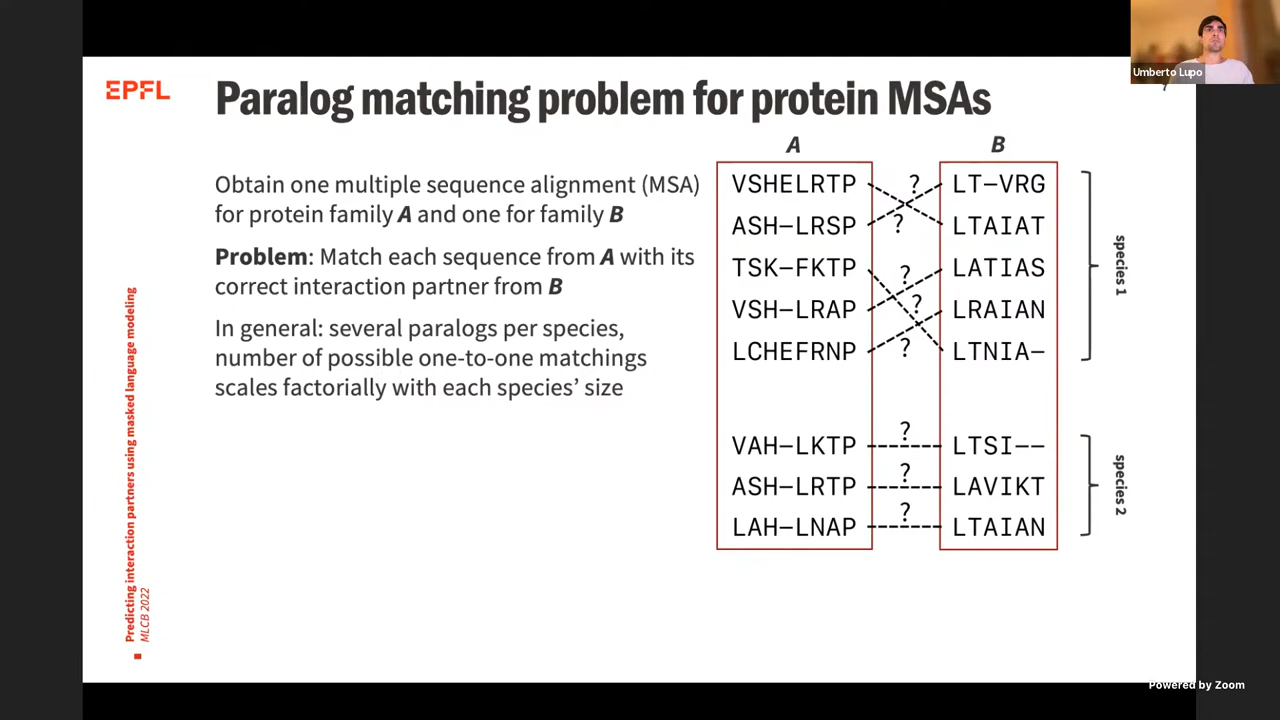 Umberto Lupo
EPFL
Paralog matching problem for protein MSAs
Obtain one multiple sequence alignment (MSA)
for protein family A and one for family B
Problem: Match each sequence from A with its
correct interaction partner from B
In general: several paralogs per species,
number of possible one-to-one matchings
scales factorially with each species’ size
A
B
VSHELRTP ? LT–VRG
ASH–LRSP ? LTAIAT
TSK–FKTP ? LATIAS
VSH–LRAP ? LRAIAN
LCHEFRNP ? LTNIA–
species 1
VAH–LKTP ? LTSI––
ASH–LRTP ? LAVIKT
LAH–LNAP ? LTAIAN
species 2
Predicting interaction partners using masked language modeling
MLCB 2022
Powered by Zoom